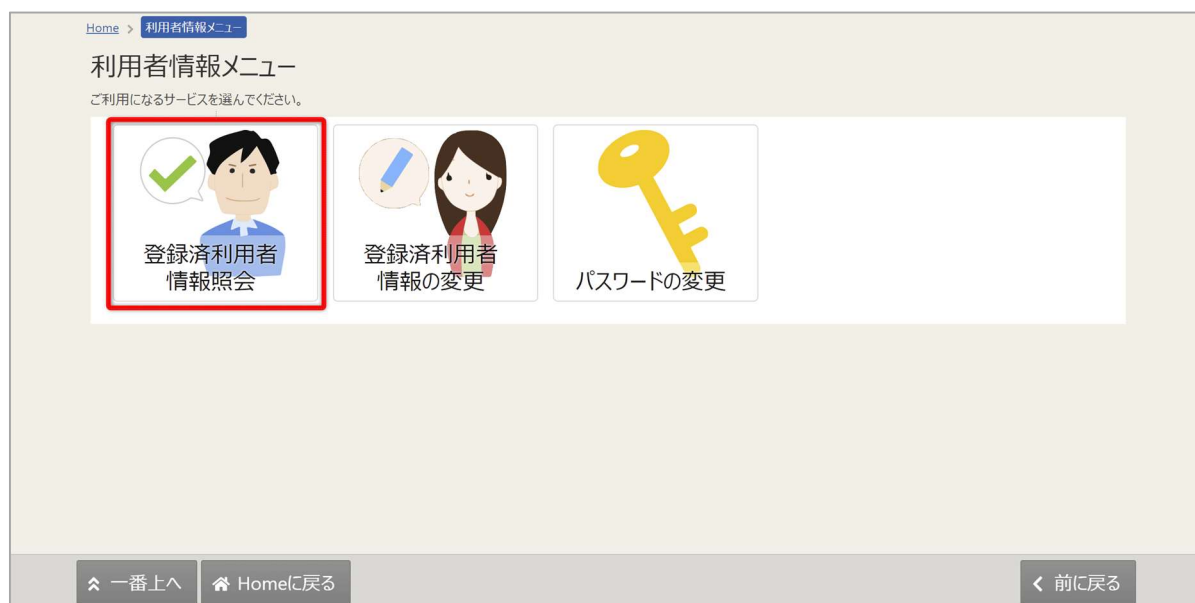 Home > 利用者情報メニュー
利用者情報メニュー
ご利用になるサービスを選んでください。
登録済利用者
情報照会
登録済利用者
情報の変更
パスワードの変更
一番上へ
Homeに戻る
前に戻る